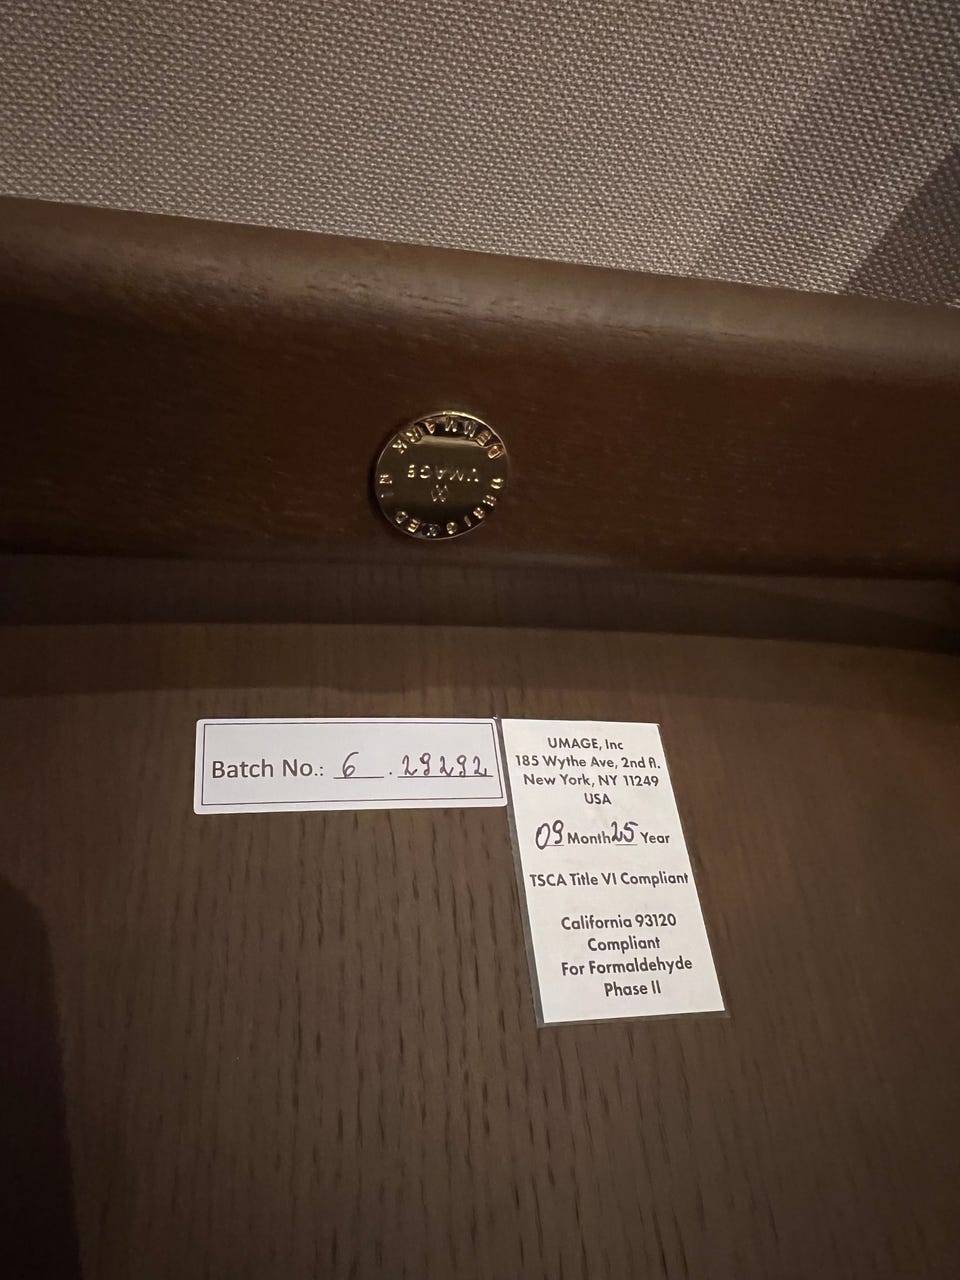 DESIGNED IN DENMARK
UMAGE
Batch No.: 6 . 29292
UMAGE, Inc
185 Wythe Ave, 2nd fl.
New York, NY 11249
USA
09 Month 25 Year
TSCA Title VI Compliant
California 93120
Compliant
For Formaldehyde
Phase II